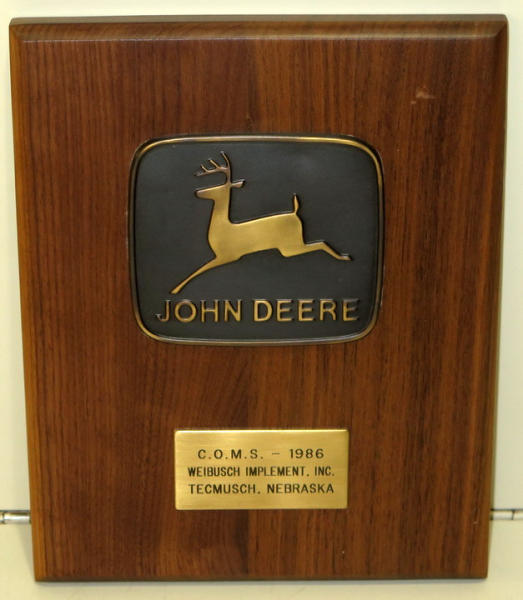 JOHN DEERE
C.O.M.S. - 1986
WEIBUSCH IMPLEMENT, INC.
TECMUSCH, NEBRASKA